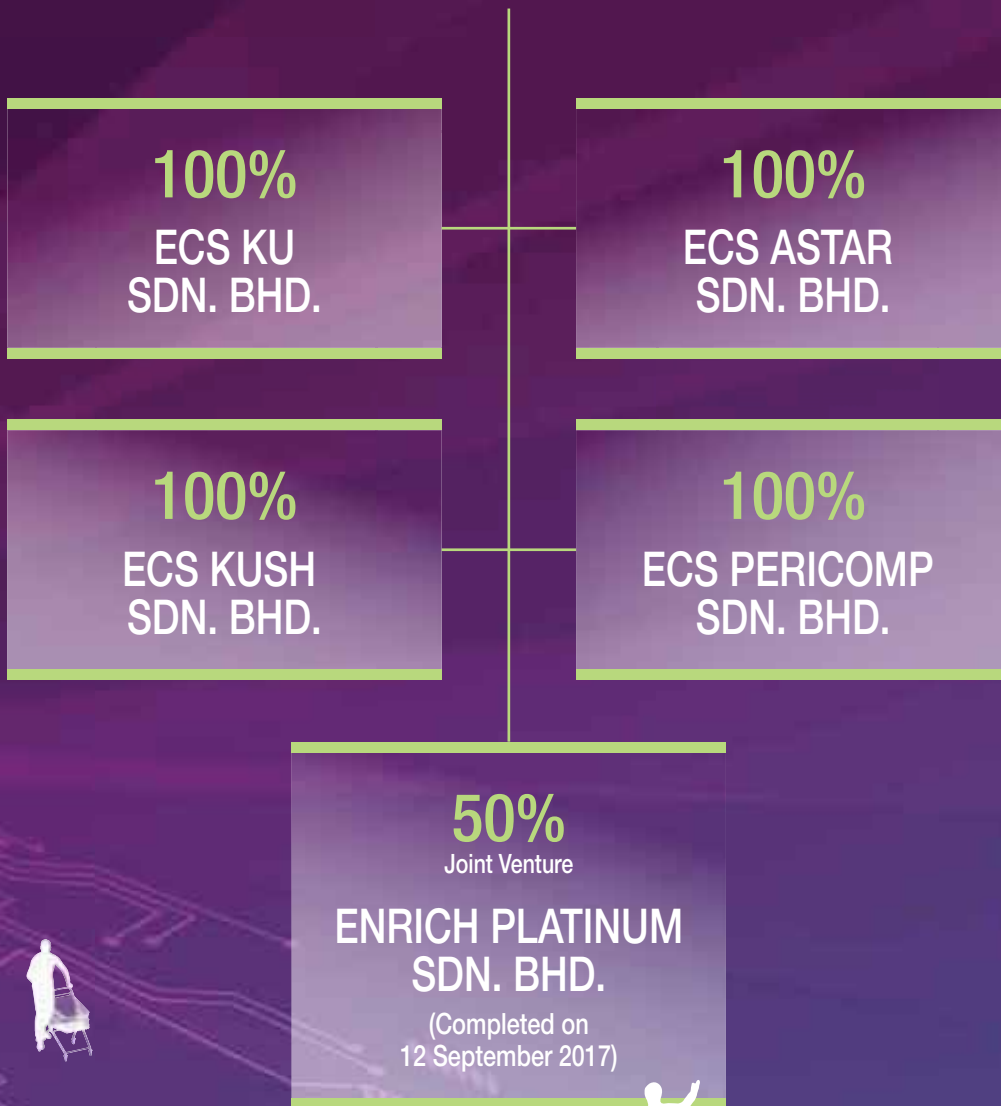 100%
ECS KU
SDN. BHD.
100%
ECS ASTAR
SDN. BHD.
100%
ECS KUSH
SDN. BHD.
100%
ECS PERICOMP
SDN. BHD.
50%
Joint Venture
ENRICH PLATINUM
SDN. BHD.
(Completed on
12 September 2017)